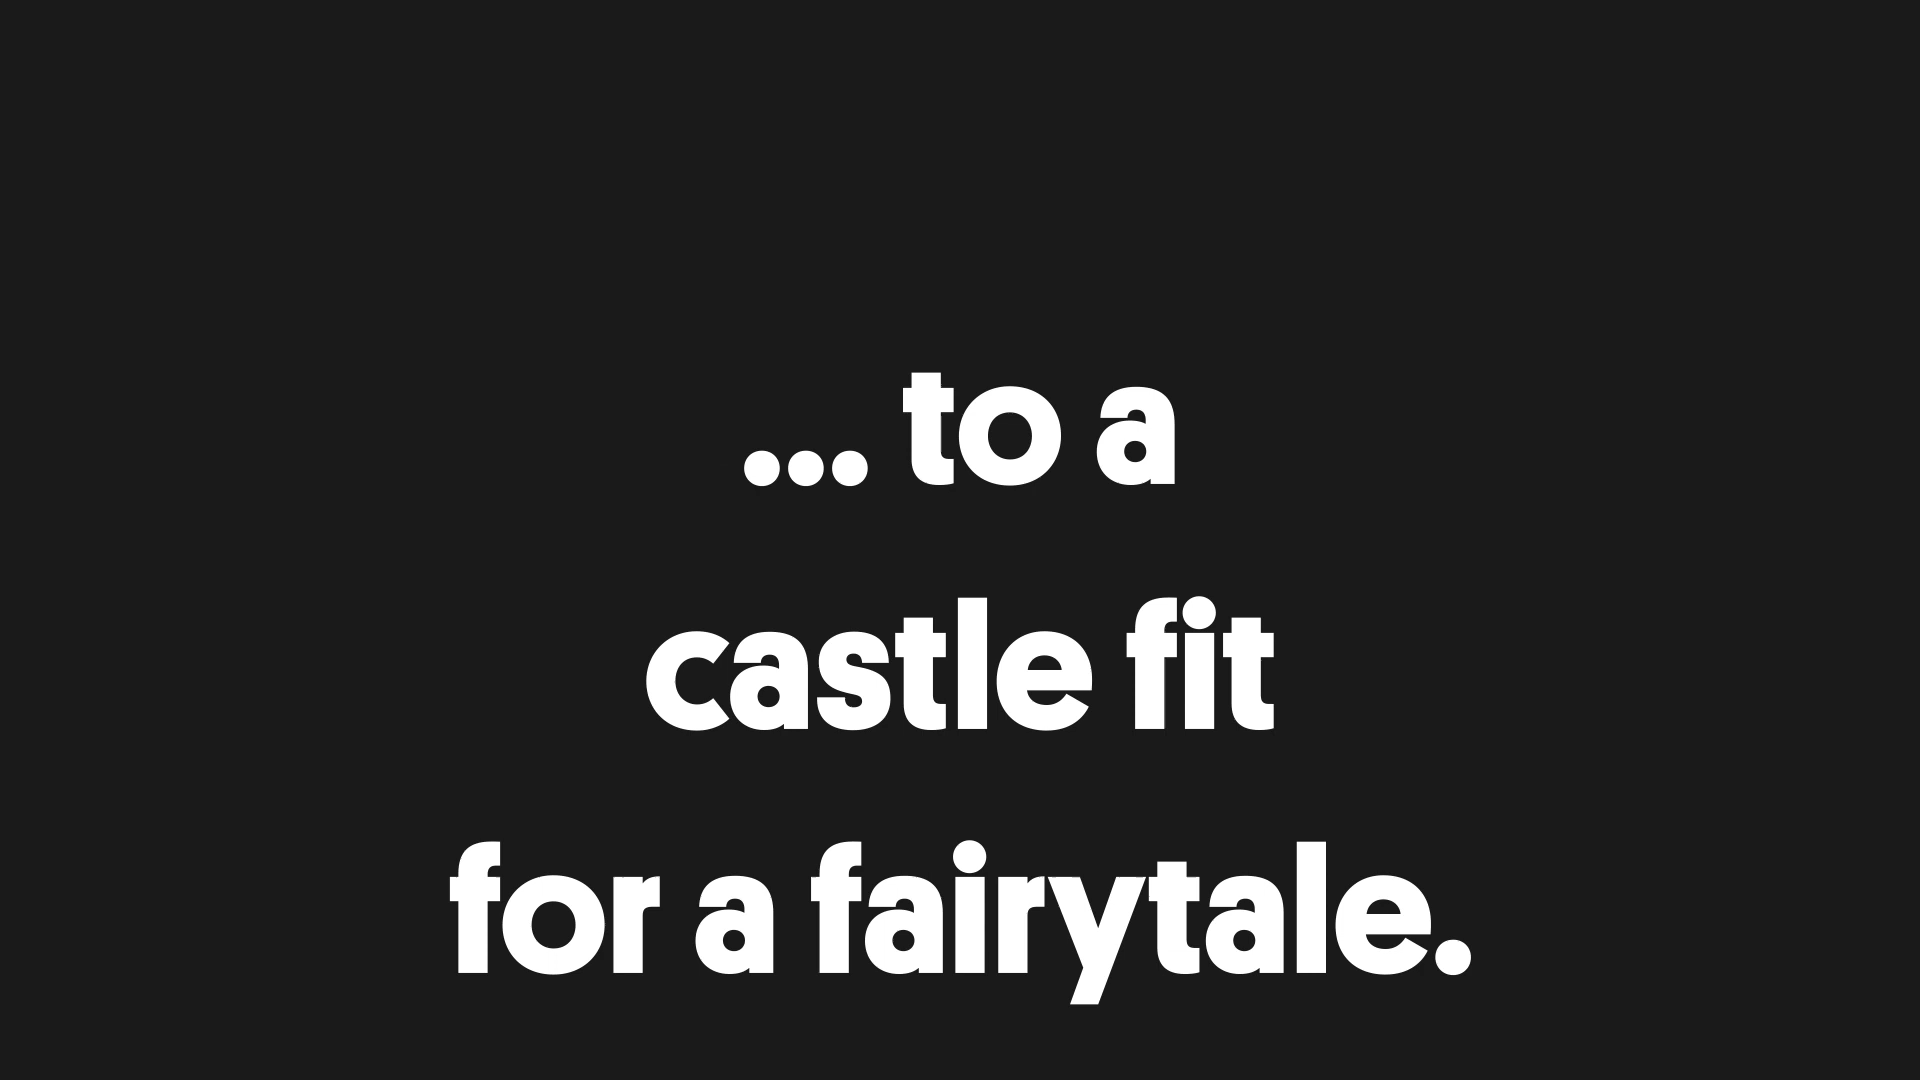 ... to a
castle fit
for a fairytale.